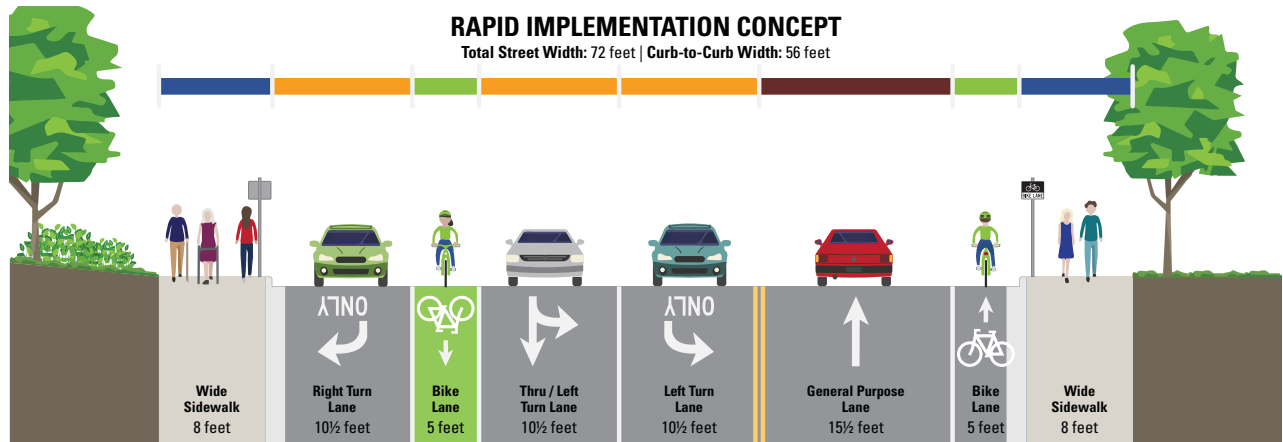 RAPID IMPLEMENTATION CONCEPT
Total Street Width: 72 feet | Curb-to-Curb Width: 56 feet
BIKE LANE
ONLY
ONLY
Wide
Sidewalk
8 feet
Right Turn
Lane
10½ feet
Bike
Lane
5 feet
Thru / Left
Turn Lane
10½ feet
Left Turn
Lane
10½ feet
General Purpose
Lane
15½ feet
Bike
Lane
5 feet
Wide
Sidewalk
8 feet